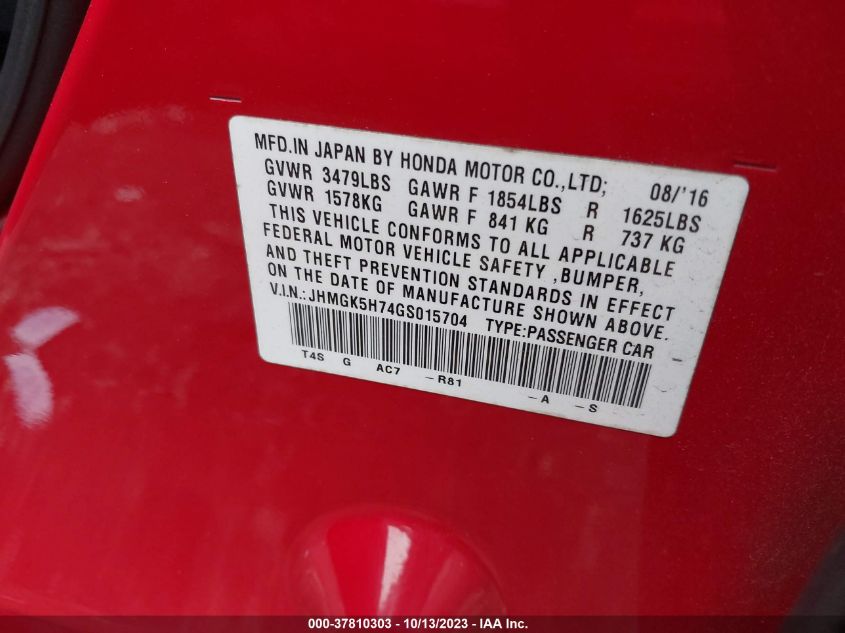 MFD.IN JAPAN BY HONDA MOTOR CO.,LTD; 08/'16
GVWR 3479LBS GAWR F 1854LBS R 1625LBS
GVWR 1578KG GAWR F 841 KG R 737 KG
THIS VEHICLE CONFORMS TO ALL APPLICABLE
FEDERAL MOTOR VEHICLE SAFETY ,BUMPER,
AND THEFT PREVENTION STANDARDS IN EFFECT
ON THE DATE OF MANUFACTURE SHOWN ABOVE.
V.I.N.:JHMGK5H74GS015704 TYPE:PASSENGER CAR
T4S G AC7 -R81 -A -S
000-37810303 - 10/13/2023 - IAA Inc.